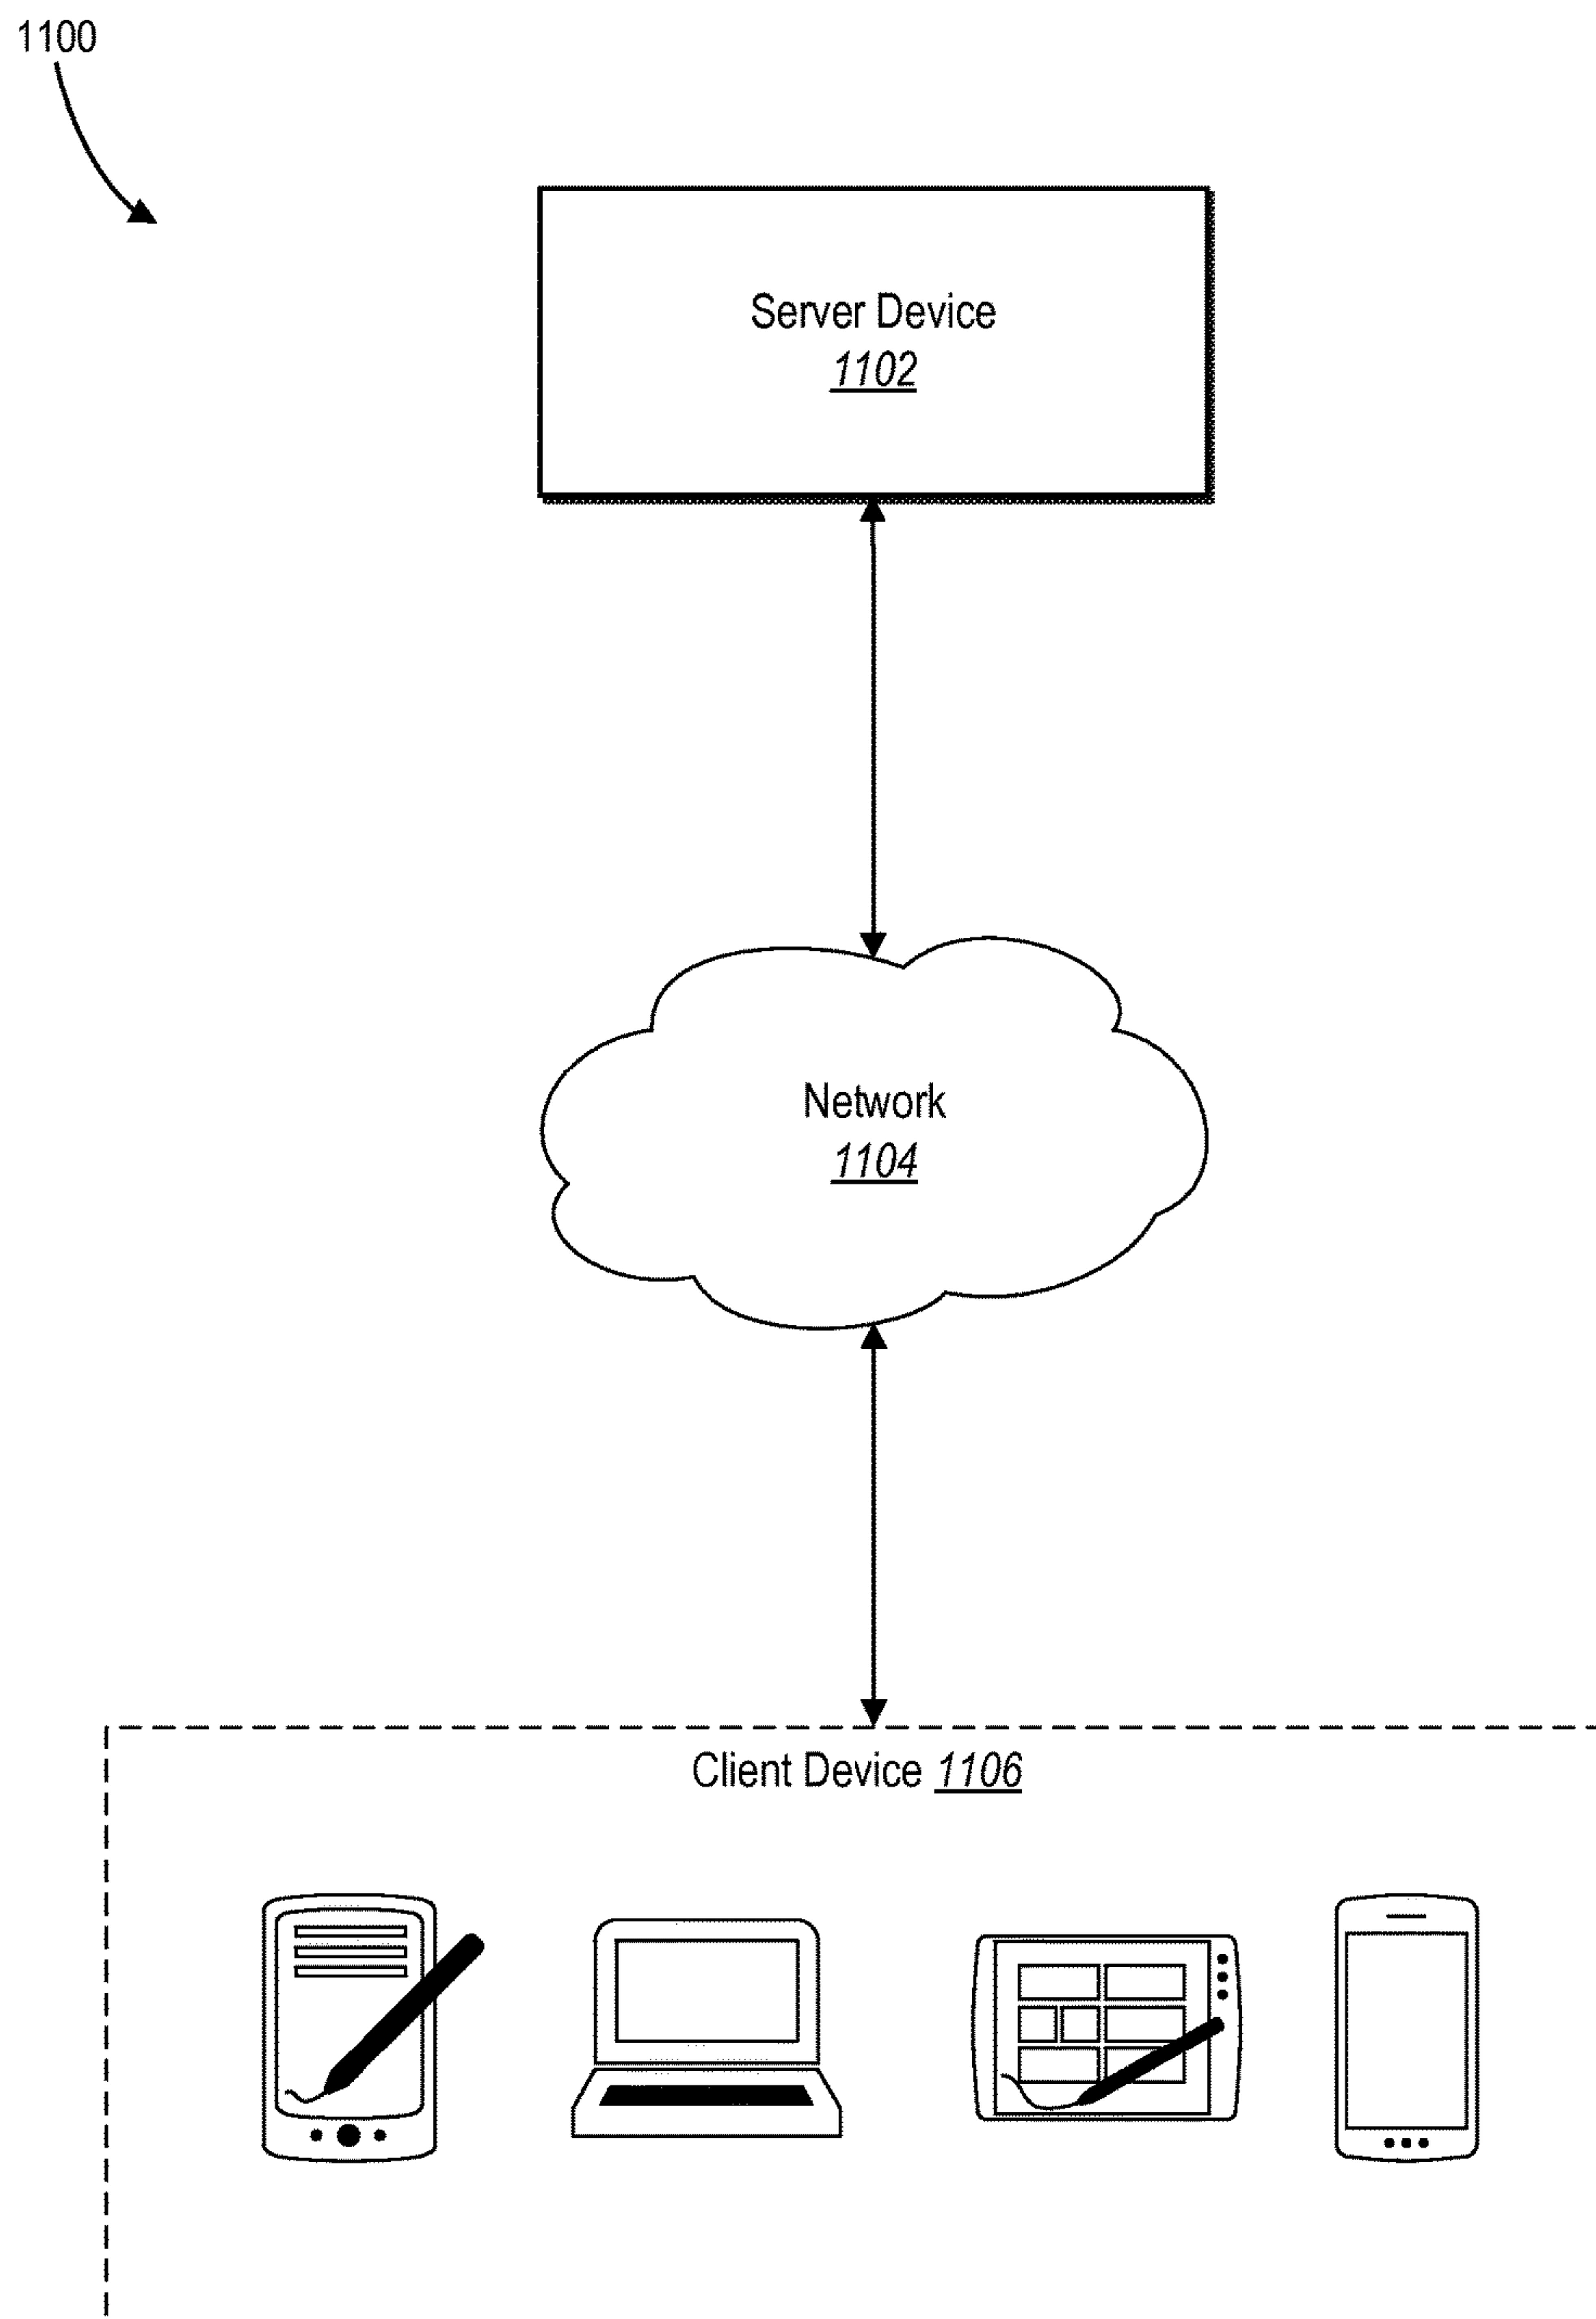 1100
Server Device
1102
Network
1104
Client Device 1106